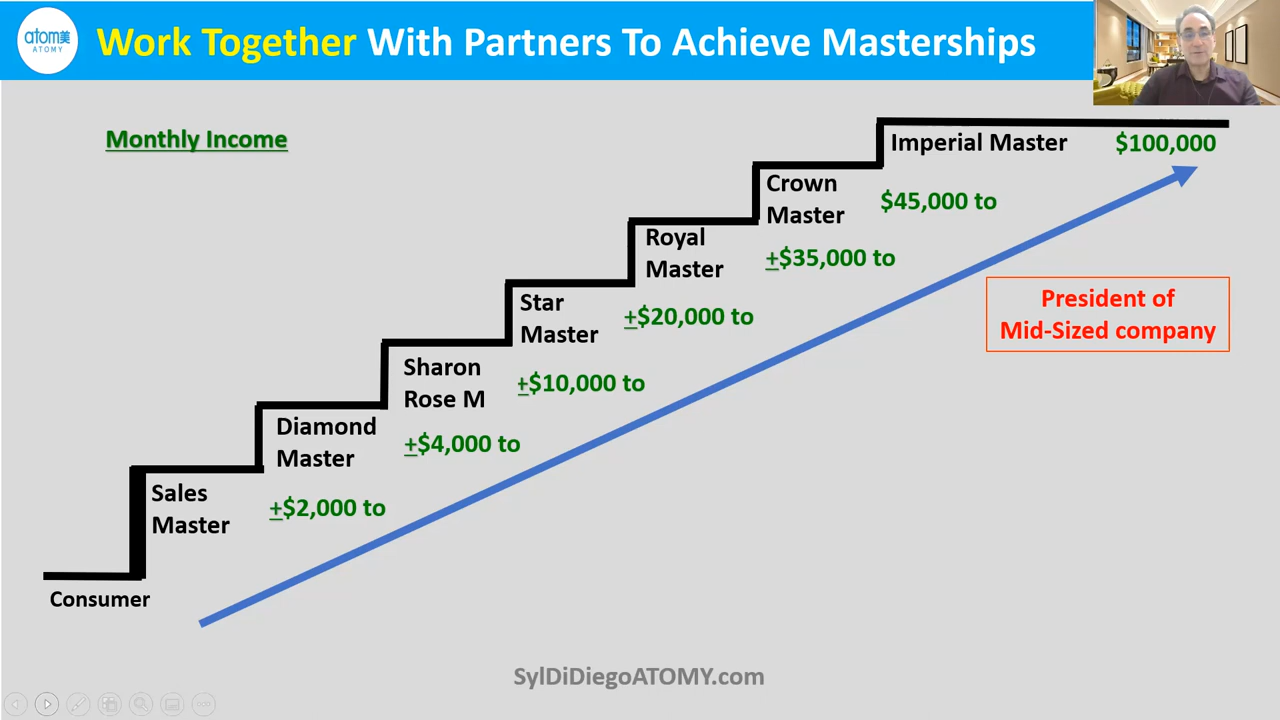 atom美
ATOMY
Work Together With Partners To Achieve Masterships
Monthly Income
Imperial Master $100,000
Crown
Master
$45,000 to
Royal
Master
+$35,000 to
Star
Master
+$20,000 to
Sharon
Rose M
+$10,000 to
Diamond
Master
+$4,000 to
Sales
Master
+$2,000 to
Consumer
President of
Mid-Sized company
SylDiDiegoATOMY.com